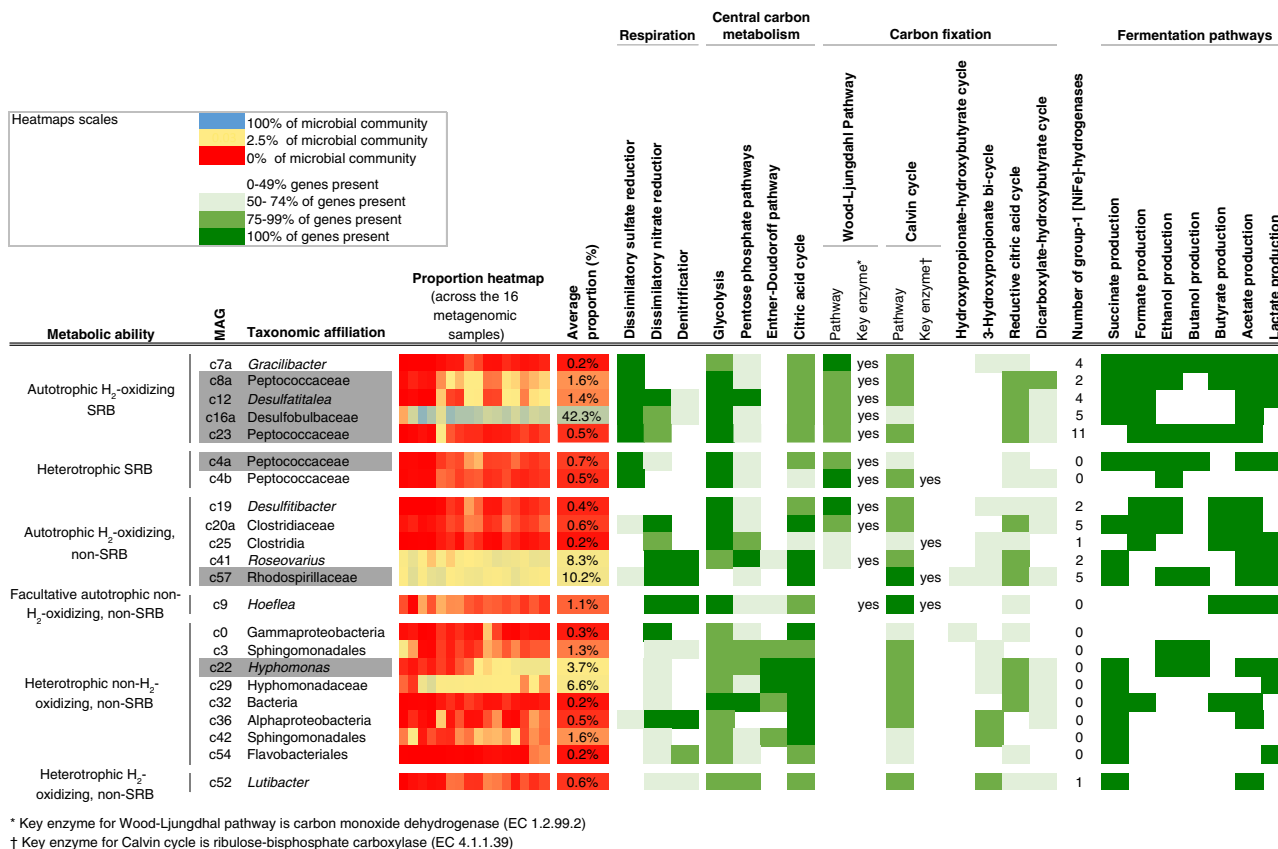 Respiration
Central carbon
metabolism
Carbon fixation
Fermentation pathways
Heatmaps scales
100% of microbial community
2.5% of microbial community
0% of microbial community
0-49% genes present
50- 74% of genes present
75-99% of genes present
100% of genes present
Metabolic ability
MAG
Taxonomic affiliation
Proportion heatmap
(across the 16
metagenomic
samples)
Average
proportion (%)
Dissimilatory sulfate reduction
Dissimilatory nitrate reduction
Denitrification
Glycolysis
Pentose phosphate pathways
Entner-Doudoroff pathway
Citric acid cycle
Wood-Ljungdahl Pathway
Pathway
Key enzyme*
Calvin cycle
Pathway
Key enzyme†
Hydroxypropionate-hydroxybutyrate cycle
3-Hydroxypropionate bi-cycle
Reductive citric acid cycle
Dicarboxylate-hydroxybutyrate cycle
Number of group-1 [NiFe]-hydrogenases
Succinate production
Formate production
Ethanol production
Butanol production
Butyrate production
Acetate production
Lactate production
Autotrophic H2-oxidizing
SRB
c7a Gracilibacter 0.2% yes 4
c8a Peptococcaceae 1.6% yes 2
c12 Desulfatitalea 1.4% yes 4
c16a Desulfobulbaceae 42.3% yes 5
c23 Peptococcaceae 0.5% yes 11
Heterotrophic SRB
c4a Peptococcaceae 0.7% yes 0
c4b Peptococcaceae 0.5% yes yes 0
Autotrophic H2-oxidizing,
non-SRB
c19 Desulfitibacter 0.4% yes 2
c20a Clostridiaceae 0.6% yes 5
c25 Clostridia 0.2% yes 1
c41 Roseovarius 8.3% yes 2
c57 Rhodospirillaceae 10.2% yes 5
Facultative autotrophic non-
H2-oxidizing, non-SRB
c9 Hoeflea 1.1% yes yes 0
Heterotrophic non-H2-
oxidizing, non-SRB
c0 Gammaproteobacteria 0.3% 0
c3 Sphingomonadales 1.3% 0
c22 Hyphomonas 3.7% 0
c29 Hyphomonadaceae 6.6% 0
c32 Bacteria 0.2% 0
c36 Alphaproteobacteria 0.5% 0
c42 Sphingomonadales 1.6% 0
c54 Flavobacteriales 0.2% 0
Heterotrophic H2-
oxidizing, non-SRB
c52 Lutibacter 0.6% 1
* Key enzyme for Wood-Ljungdhal pathway is carbon monoxide dehydrogenase (EC 1.2.99.2)
† Key enzyme for Calvin cycle is ribulose-bisphosphate carboxylase (EC 4.1.1.39)